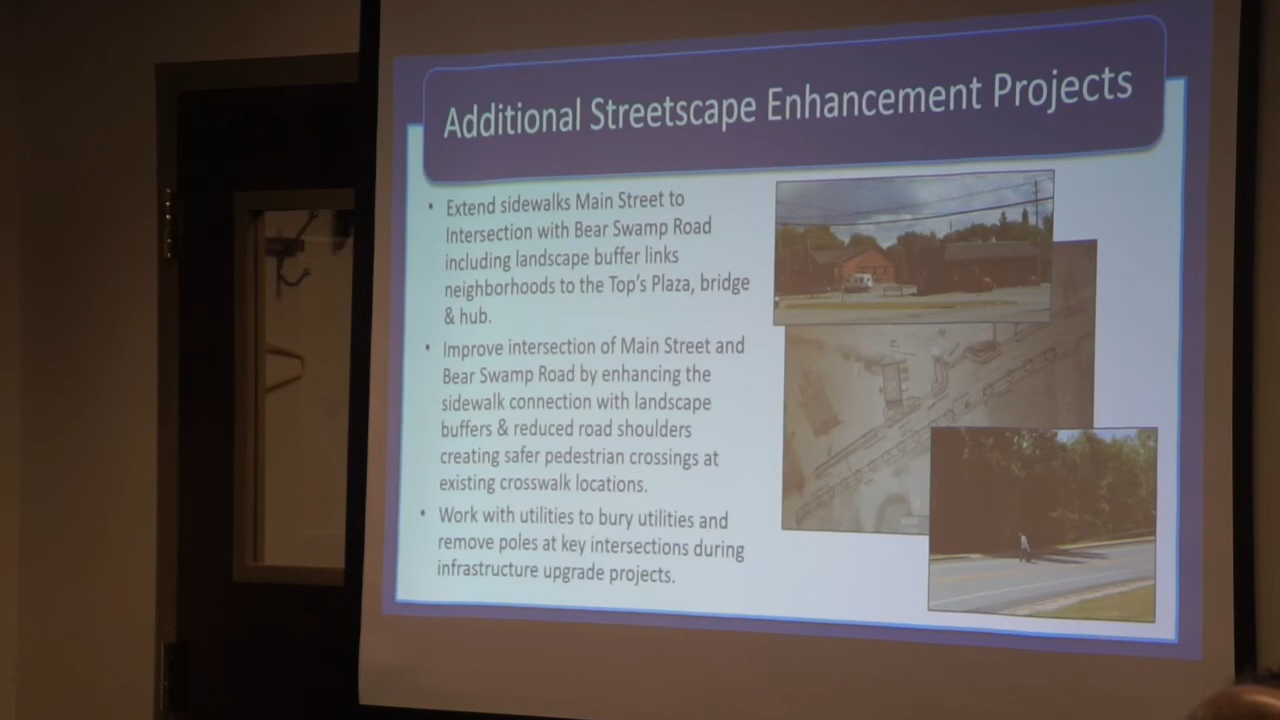 Additional Streetscape Enhancement Projects
• Extend sidewalks Main Street to
Intersection with Bear Swamp Road
including landscape buffer links
neighborhoods to the Top's Plaza, bridge
& hub.
• Improve intersection of Main Street and
Bear Swamp Road by enhancing the
sidewalk connection with landscape
buffers & reduced road shoulders
creating safer pedestrian crossings at
existing crosswalk locations.
• Work with utilities to bury utilities and
remove poles at key intersections during
infrastructure upgrade projects.